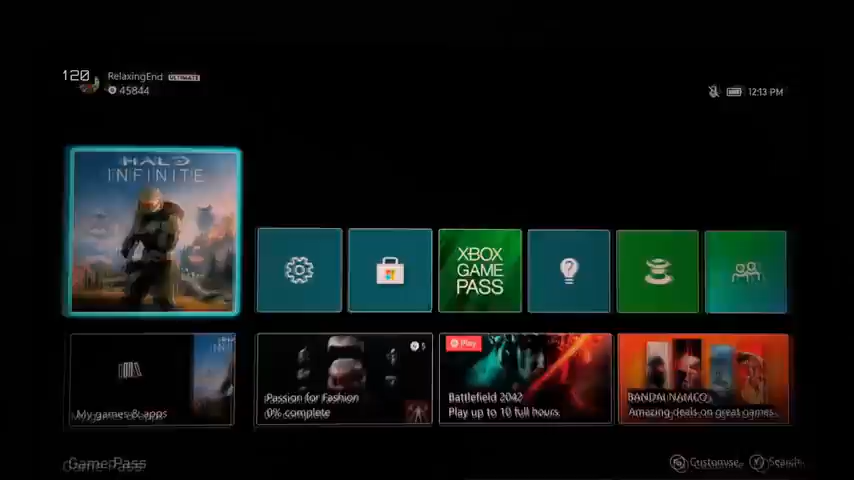 120
RelaxingEnd ULTIMATE
45844
12:13 PM
HALO
INFINITE
XBOX
GAME
PASS
My games & apps
Passion for Fashion
0% complete
5
Play
Battlefield 2042
Play up to 10 full hours
BANDAI NAMCO
Amazing deals on great games
Game Pass
Customise
Y Search